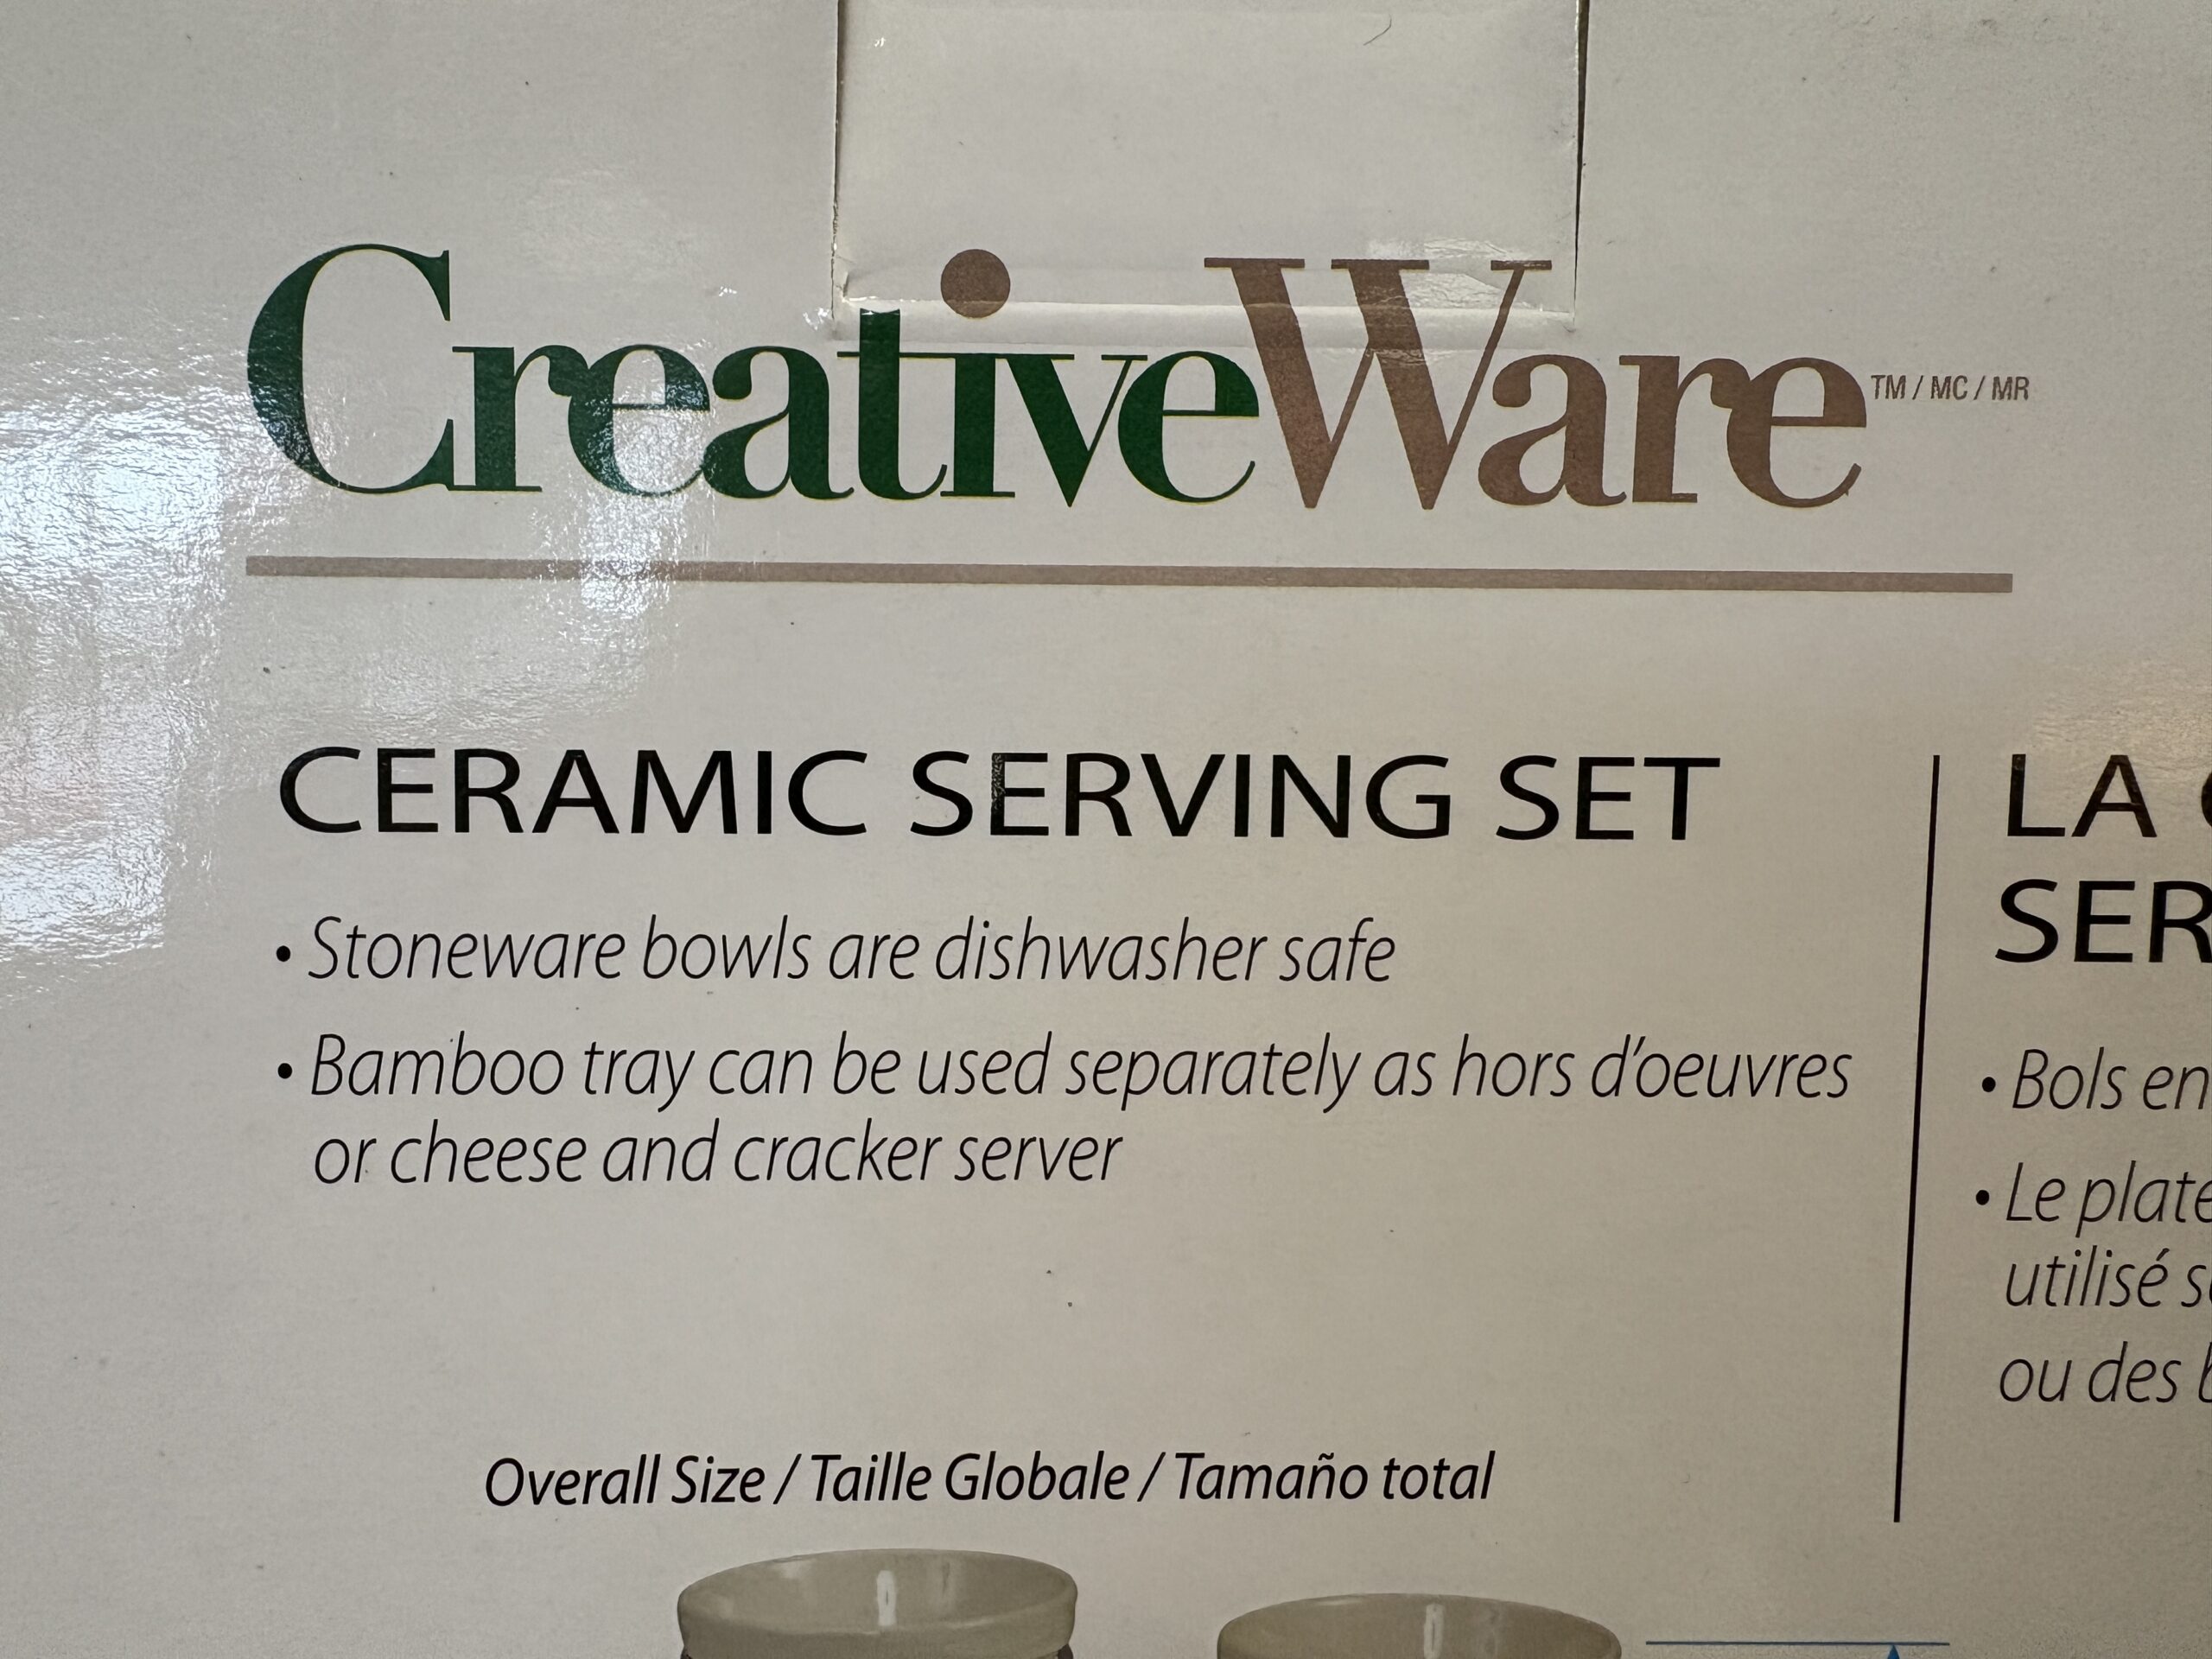 CreativeWare TM / MC / MR
CERAMIC SERVING SET
• Stoneware bowls are dishwasher safe
• Bamboo tray can be used separately as hors d'oeuvres
or cheese and cracker server
Overall Size / Taille Globale / Tamaño total
LA
• Bols en
• Le
utilisé
ou des